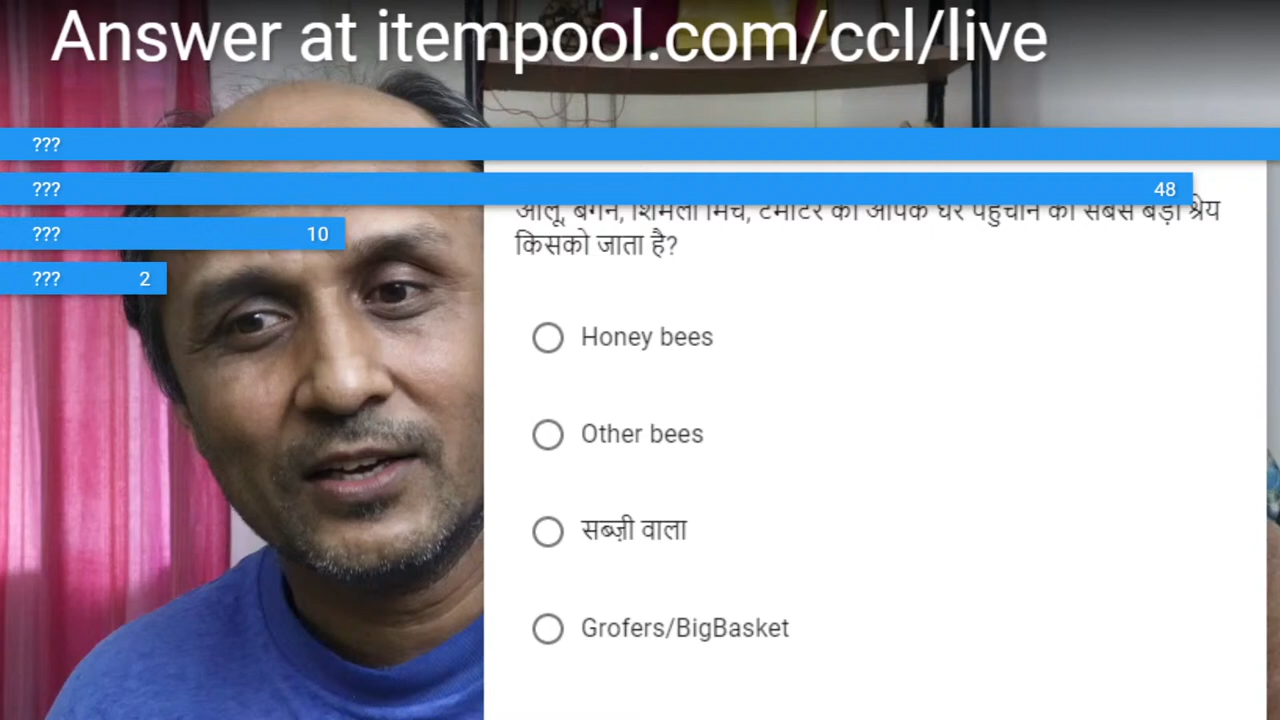 Answer at itempool.com/ccl/live
???
??? 48
??? 10
??? 2
आलू, बैंगन, शिमला मिर्च, टमाटर को आपके घर पहुंचाने का सबसे बड़ा श्रेय
किसको जाता है?
Honey bees
Other bees
सब्ज़ी वाला
Grofers/BigBasket